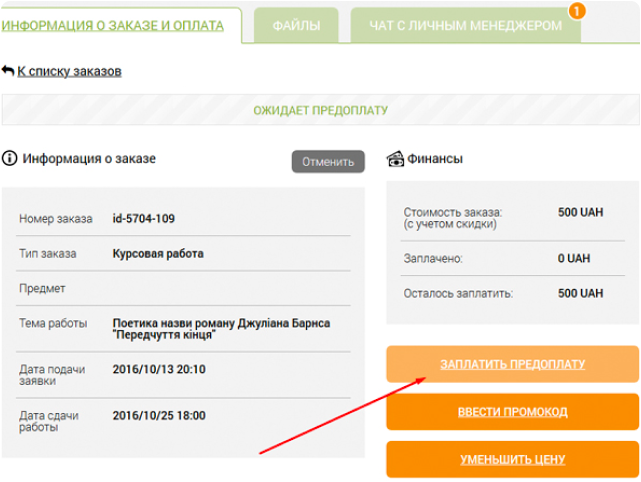 ИНФОРМАЦИЯ О ЗАКАЗЕ И ОПЛАТА
ФАЙЛЫ
ЧАТ С ЛИЧНЫМ МЕНЕДЖЕРОМ
1
К списку заказов
ОЖИДАЕТ ПРЕДОПЛАТУ
Информация о заказе
Отменить
Номер заказа id-5704-109
Тип заказа Курсовая работа
Предмет
Тема работы Поетика назви роману Джуліана Барнса
"Передчуття кінця"
Дата подачи 2016/10/13 20:10
заявки
Дата сдачи 2016/10/25 18:00
работы
Финансы
Стоимость заказа: 500 UAH
(с учетом скидки)
Заплачено: 0 UAH
Осталось заплатить: 500 UAH
ЗАПЛАТИТЬ ПРЕДОПЛАТУ
ВВЕСТИ ПРОМОКОД
УМЕНЬШИТЬ ЦЕНУ